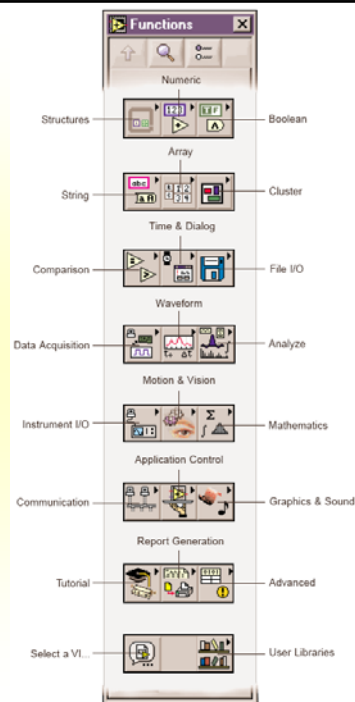 Functions
Numeric
Structures
Boolean
Array
String
Cluster
Time & Dialog
Comparison
File I/O
Waveform
Data Acquisition
Analyze
Motion & Vision
Instrument I/O
Mathematics
Application Control
Communication
Graphics & Sound
Report Generation
Tutorial
Advanced
Select a VI...
User Libraries